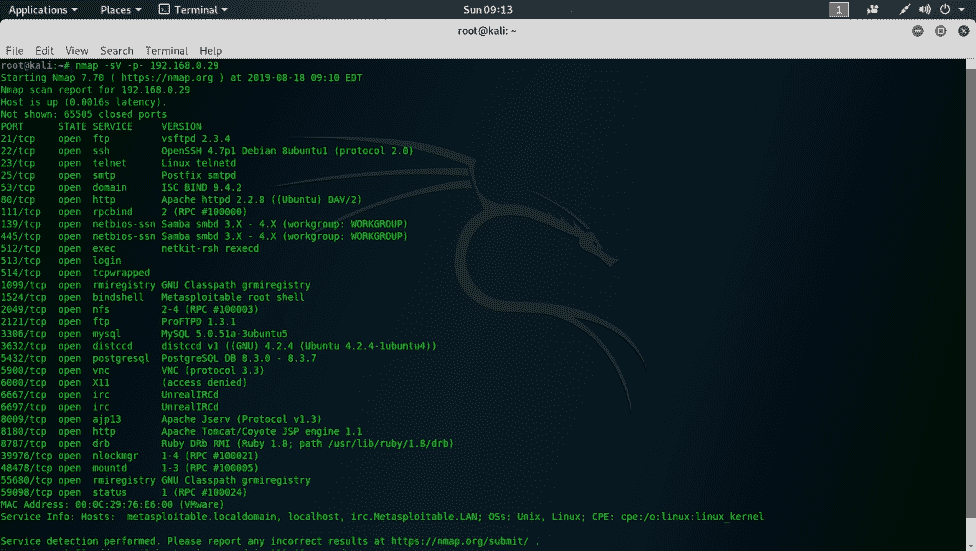 Applications Places Terminal Sun 09:13 1
root@kali: ~
File Edit View Search Terminal Help
root@kali:~# nmap -sV -p- 192.168.0.29
Starting Nmap 7.70 ( https://nmap.org ) at 2019-08-18 09:10 EDT
Nmap scan report for 192.168.0.29
Host is up (0.0016s latency).
Not shown: 65505 closed ports
PORT STATE SERVICE VERSION
21/tcp open ftp vsftpd 2.3.4
22/tcp open ssh OpenSSH 4.7p1 Debian 8ubuntu1 (protocol 2.0)
23/tcp open telnet Linux telnetd
25/tcp open smtp Postfix smtpd
53/tcp open domain ISC BIND 9.4.2
80/tcp open http Apache httpd 2.2.8 ((Ubuntu) DAV/2)
111/tcp open rpcbind 2 (RPC #100000)
139/tcp open netbios-ssn Samba smbd 3.X - 4.X (workgroup: WORKGROUP)
445/tcp open netbios-ssn Samba smbd 3.X - 4.X (workgroup: WORKGROUP)
512/tcp open exec netkit-rsh rexecd
513/tcp open login
514/tcp open tcpwrapped
1099/tcp open rmiregistry GNU Classpath grmiregistry
1524/tcp open bindshell Metasploitable root shell
2049/tcp open nfs 2-4 (RPC #100003)
2121/tcp open ftp ProFTPD 1.3.1
3306/tcp open mysql MySQL 5.0.51a-3ubuntu5
3632/tcp open distccd distccd v1 ((GNU) 4.2.4 (Ubuntu 4.2.4-1ubuntu4))
5432/tcp open postgresql PostgreSQL DB 8.3.0 - 8.3.7
5900/tcp open vnc VNC (protocol 3.3)
6000/tcp open X11 (access denied)
6667/tcp open irc UnrealIRCd
6697/tcp open irc UnrealIRCd
8009/tcp open ajp13 Apache Jserv (Protocol v1.3)
8180/tcp open http Apache Tomcat/Coyote JSP engine 1.1
8787/tcp open drb Ruby DRb RMI (Ruby 1.8; path /usr/lib/ruby/1.8/drb)
39976/tcp open nlockmgr 1-4 (RPC #100021)
48478/tcp open mountd 1-3 (RPC #100005)
55680/tcp open rmiregistry GNU Classpath grmiregistry
59098/tcp open status 1 (RPC #100024)
MAC Address: 00:0C:29:76:E6:00 (VMware)
Service Info: Hosts: metasploitable.localdomain, localhost, irc.Metasploitable.LAN; OSs: Unix, Linux; CPE: cpe:/o:linux:linux_kernel
Service detection performed. Please report any incorrect results at https://nmap.org/submit/ .